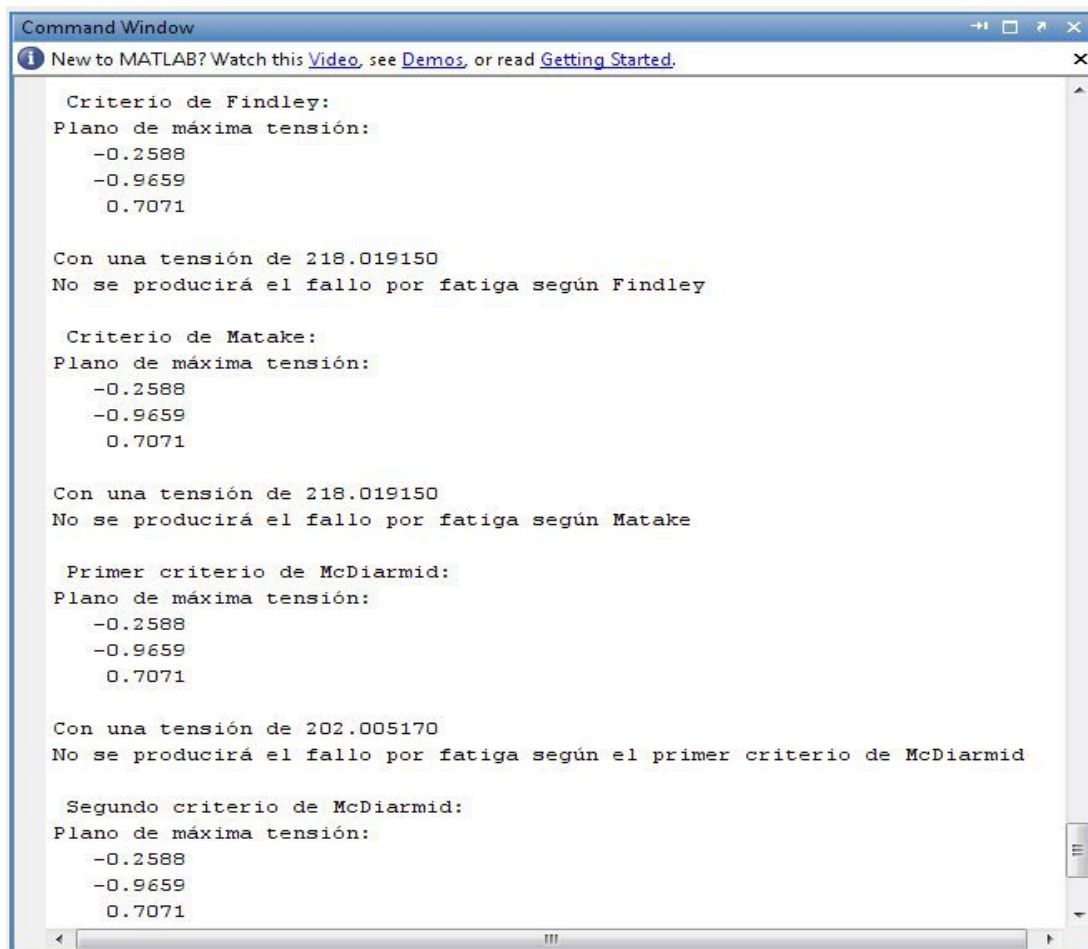 Command Window
New to MATLAB? Watch this Video, see Demos, or read Getting Started.
Criterio de Findley:
Plano de máxima tensión:
-0.2588
-0.9659
0.7071
Con una tensión de 218.019150
No se producirá el fallo por fatiga según Findley
Criterio de Matake:
Plano de máxima tensión:
-0.2588
-0.9659
0.7071
Con una tensión de 218.019150
No se producirá el fallo por fatiga según Matake
Primer criterio de McDiarmid:
Plano de máxima tensión:
-0.2588
-0.9659
0.7071
Con una tensión de 202.005170
No se producirá el fallo por fatiga según el primer criterio de McDiarmid
Segundo criterio de McDiarmid:
Plano de máxima tensión:
-0.2588
-0.9659
0.7071